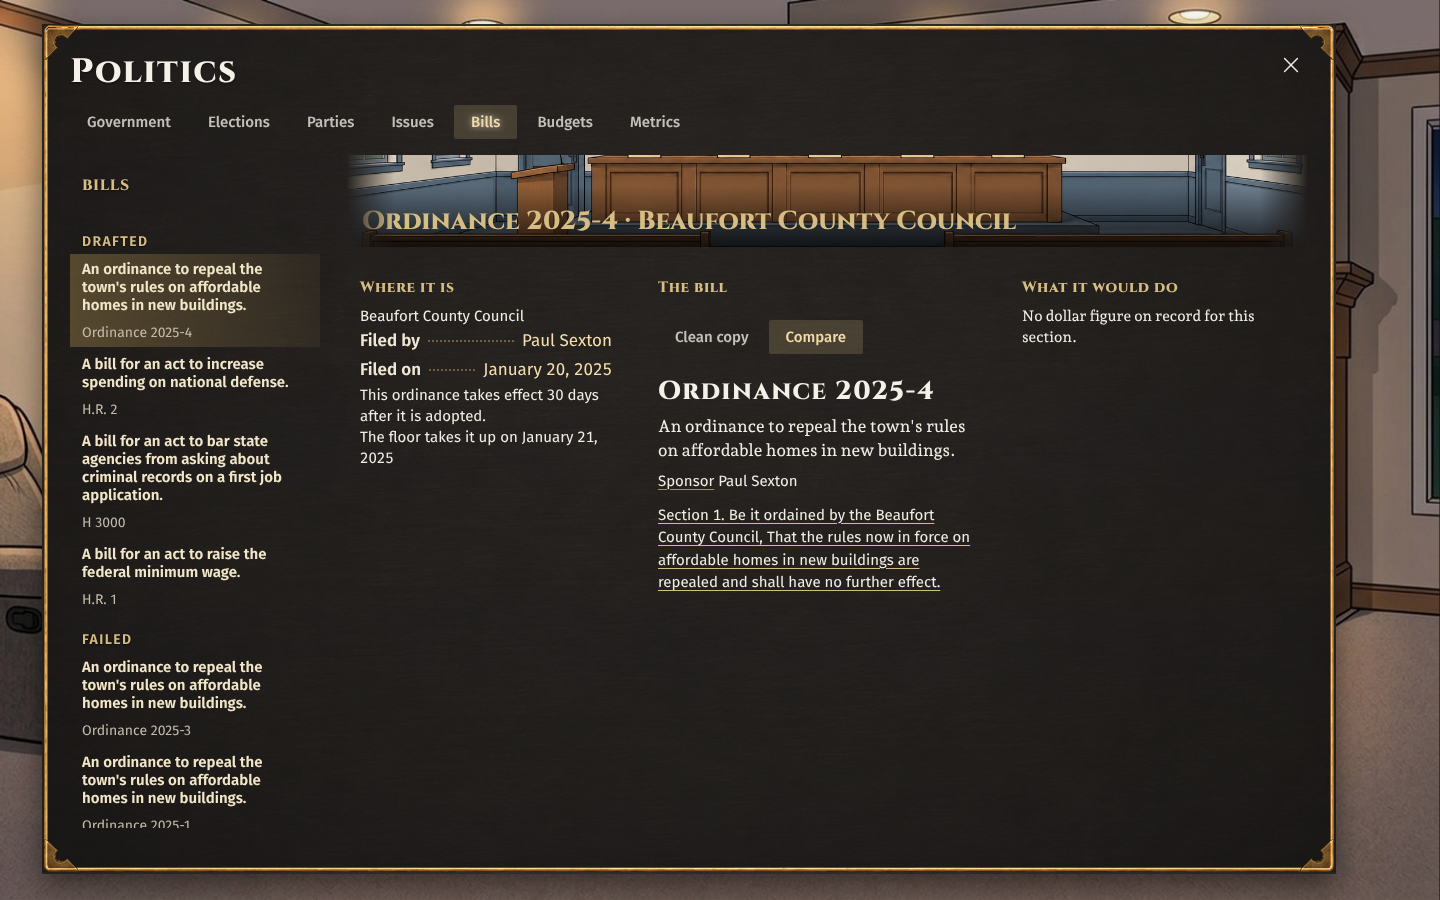 Politics
Government Elections Parties Issues Bills Budgets Metrics
BILLS
DRAFTED
An ordinance to repeal the
town's rules on affordable
homes in new buildings.
Ordinance 2025-4
A bill for an act to increase
spending on national defense.
H.R. 2
A bill for an act to bar state
agencies from asking about
criminal records on a first job
application.
H 3000
A bill for an act to raise the
federal minimum wage.
H.R. 1
FAILED
An ordinance to repeal the
town's rules on affordable
homes in new buildings.
Ordinance 2025-3
An ordinance to repeal the
town's rules on affordable
homes in new buildings.
Ordinance 2025-1
Ordinance 2025-4 · Beaufort County Council
Where it is
Beaufort County Council
Filed by Paul Sexton
Filed on January 20, 2025
This ordinance takes effect 30 days
after it is adopted.
The floor takes it up on January 21,
2025
The bill
Clean copy Compare
Ordinance 2025-4
An ordinance to repeal the town's rules
on affordable homes in new buildings.
Sponsor Paul Sexton
Section 1. Be it ordained by the Beaufort
County Council, That the rules now in force on
affordable homes in new buildings are
repealed and shall have no further effect.
What it would do
No dollar figure on record for this
section.